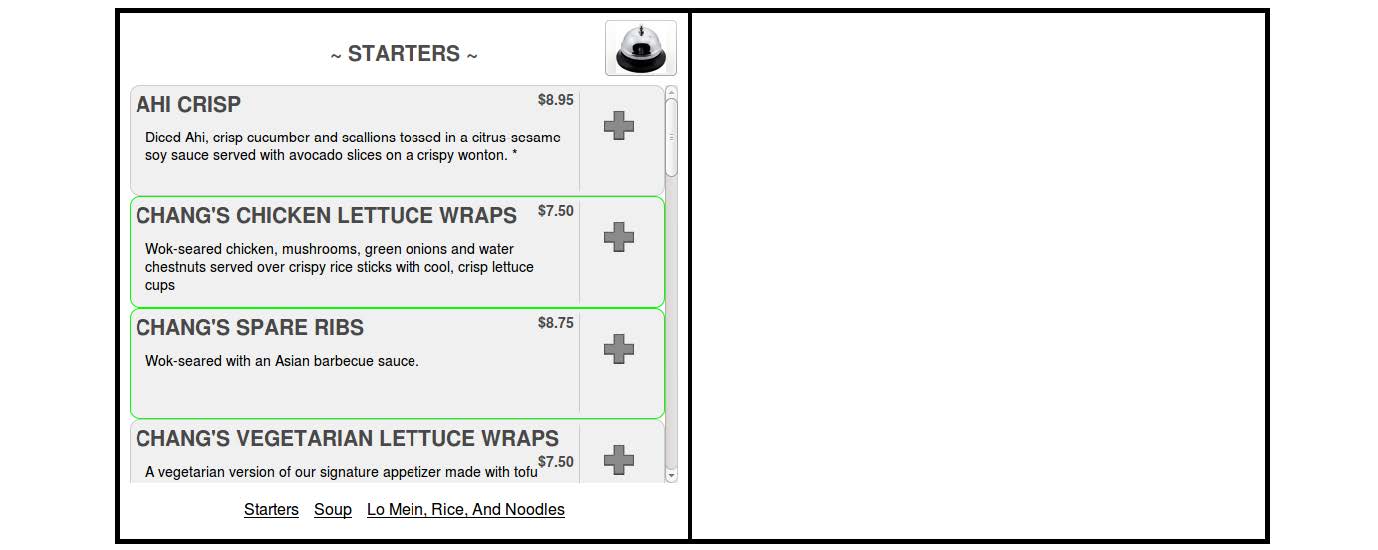 ~ STARTERS ~
AHI CRISP
$8.95
Diced Ahi, crisp cucumber and scallions tossed in a citrus sesame
soy sauce served with avocado slices on a crispy wonton. *
CHANG'S CHICKEN LETTUCE WRAPS
$7.50
Wok-seared chicken, mushrooms, green onions and water
chestnuts served over crispy rice sticks with cool, crisp lettuce
cups
CHANG'S SPARE RIBS
$8.75
Wok-seared with an Asian barbecue sauce.
CHANG'S VEGETARIAN LETTUCE WRAPS
$7.50
A vegetarian version of our signature appetizer made with tofu
Starters Soup Lo Mein, Rice, And Noodles